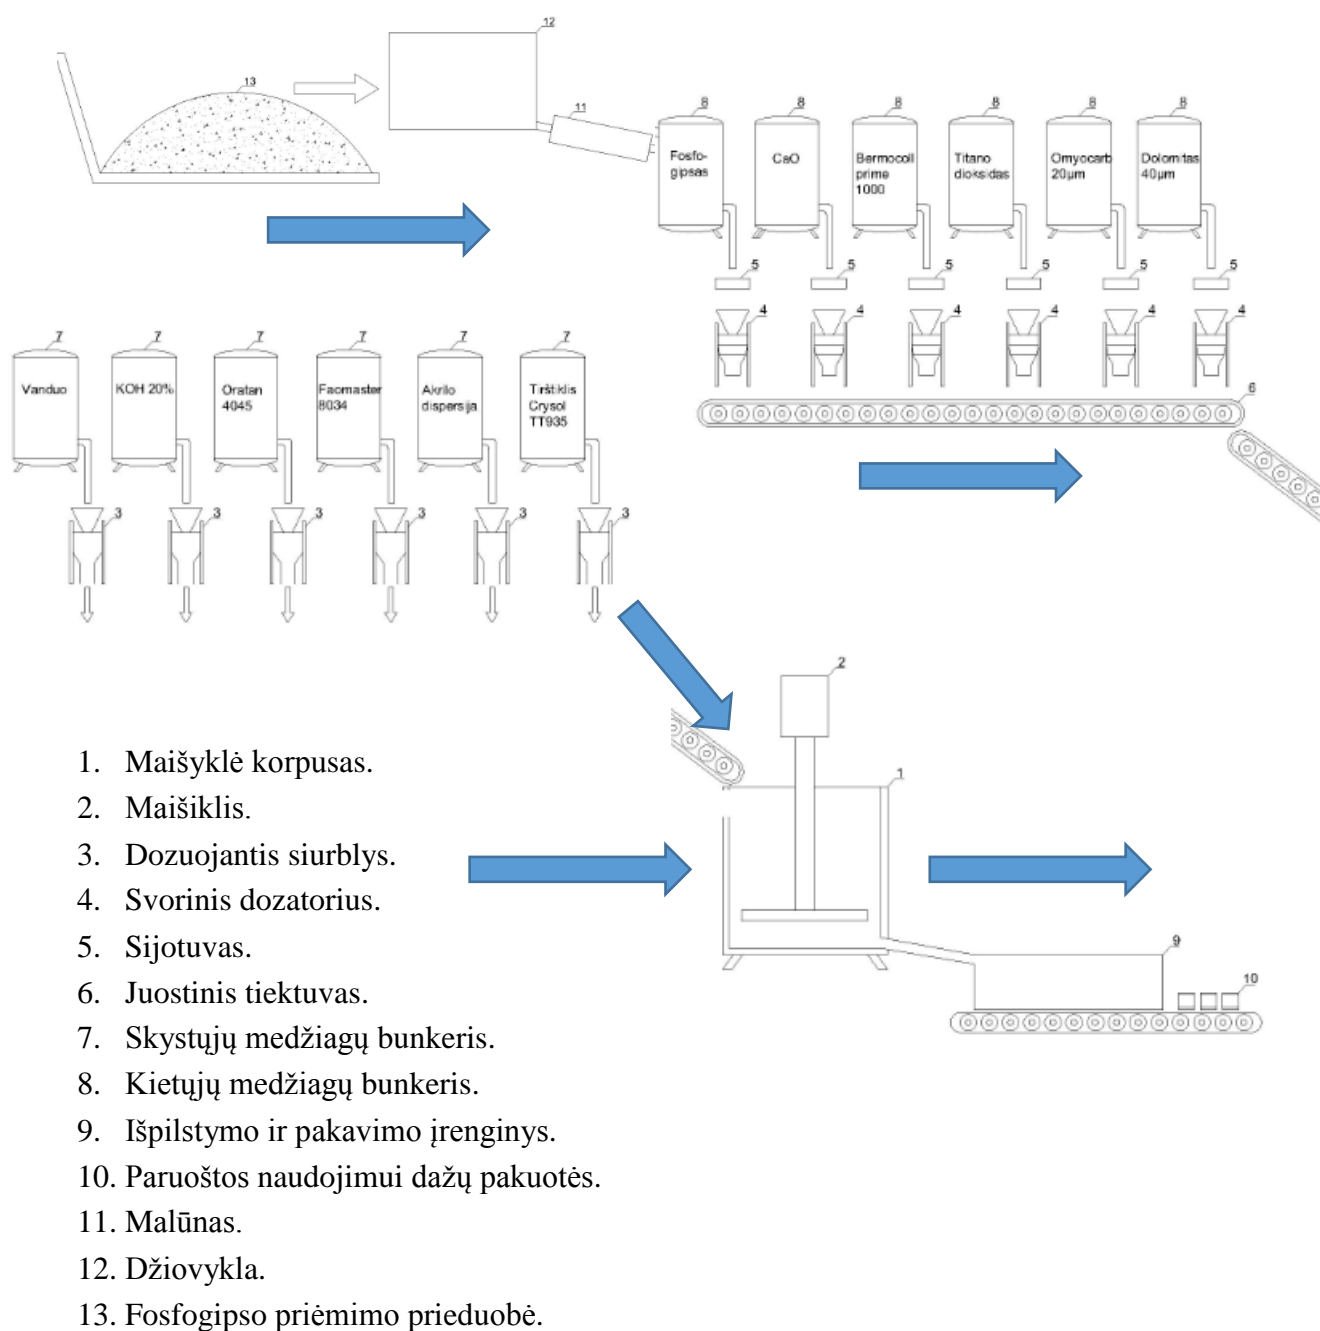 12
13
11
8 8 8 8 8 8
Fosfo-
gipsas
CaO
Bermocoll
prime
1000
Titano
dioksidas
Omyocarb
20µm
Dolomitas
40µm
5 5 5 5 5 5
4 4 4 4 4 4
6
7 7 7 7 7 7
Vanduo
KOH 20%
Oratan
4045
Faomaster
8034
Akrilo
dispersija
Tirštiklis
Crysol
TT935
3 3 3 3 3 3
2
1
9
10
1. Maišyklė korpusas.
2. Maišiklis.
3. Dozuojantis siurblys.
4. Svorinis dozatorius.
5. Sijotuvas.
6. Juostinis tiektuvas.
7. Skystųjų medžiagų bunkeris.
8. Kietųjų medžiagų bunkeris.
9. Išpilstymo ir pakavimo įrenginys.
10. Paruoštos naudojimui dažų pakuotės.
11. Malūnas.
12. Džiovykla.
13. Fosfogipso priėmimo prieduobė.